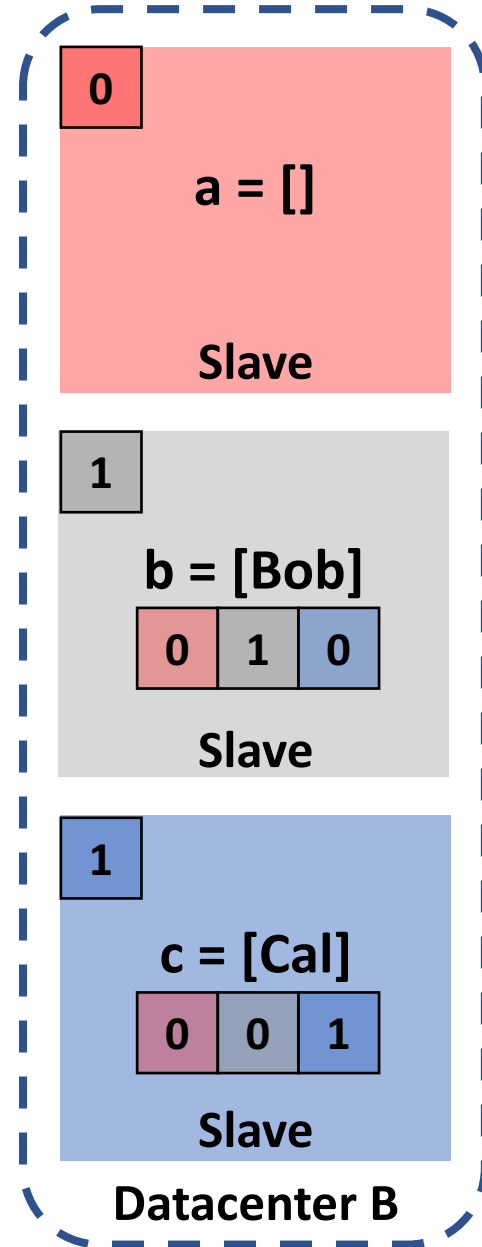 0
a = []
Slave
1
b = [Bob]
0 1 0
Slave
1
c = [Cal]
0 0 1
Slave
Datacenter B